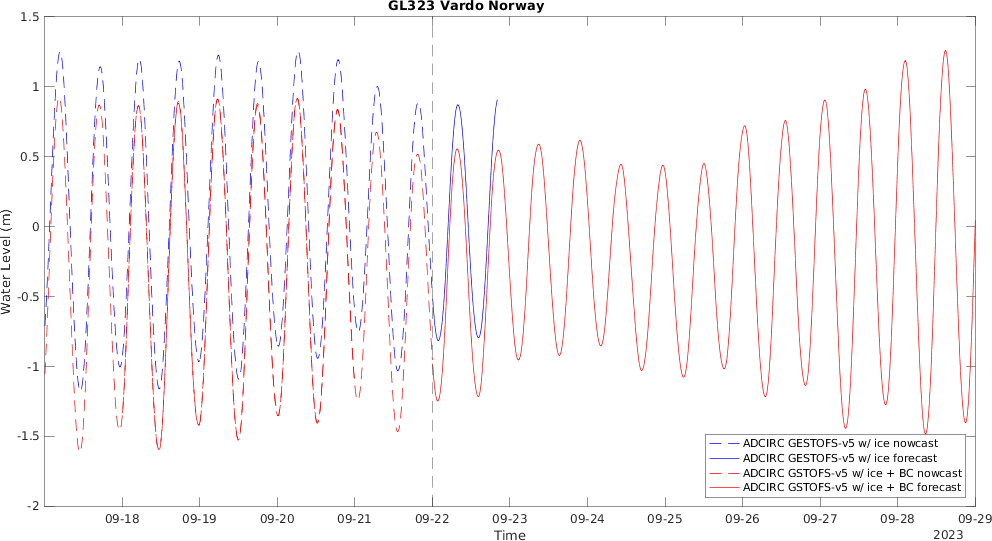 GL323 Vardo Norway
1.5
1
0.5
0
-0.5
-1
-1.5
-2
Water Level (m)
ADCIRC GESTOFS-v5 w/ ice nowcast
ADCIRC GESTOFS-v5 w/ ice forecast
ADCIRC GSTOFS-v5 w/ ice + BC nowcast
ADCIRC GSTOFS-v5 w/ ice + BC forecast
09-18 09-19 09-20 09-21 09-22 09-23 09-24 09-25 09-26 09-27 09-28 09-29
Time
2023